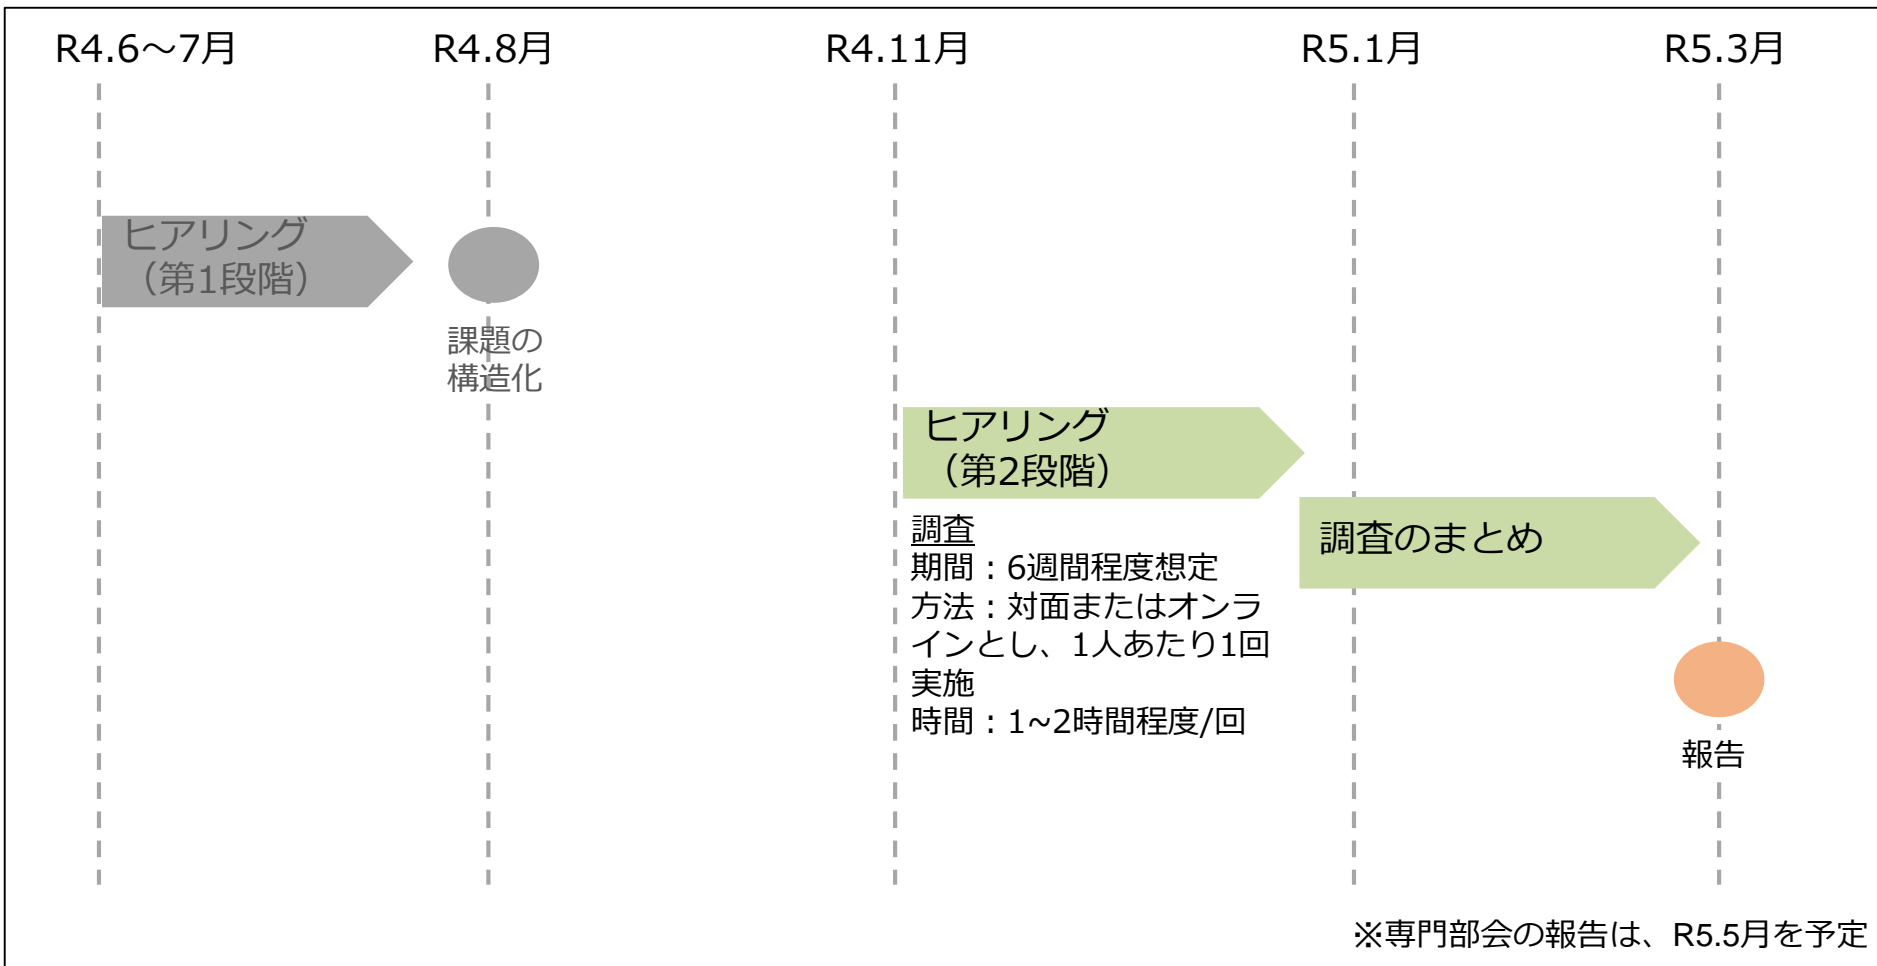 R4.6～7月
R4.8月
R4.11月
R5.1月
R5.3月
ヒアリング
（第1段階）
課題の
構造化
ヒアリング
（第2段階）
調査
期間：6週間程度想定
方法：対面またはオンラ
インとし、1人あたり1回
実施
時間：1~2時間程度/回
調査のまとめ
報告
※専門部会の報告は、R5.5月を予定